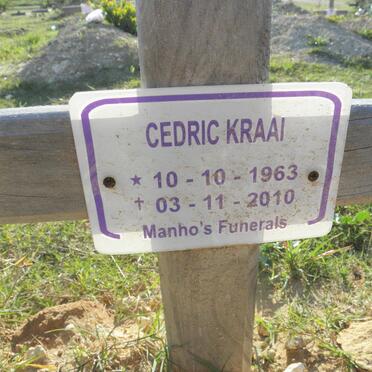 CEDRIC KRAAI
★ 10 - 10 - 1963
✝ 03 - 11 - 2010
Manho's Funerals